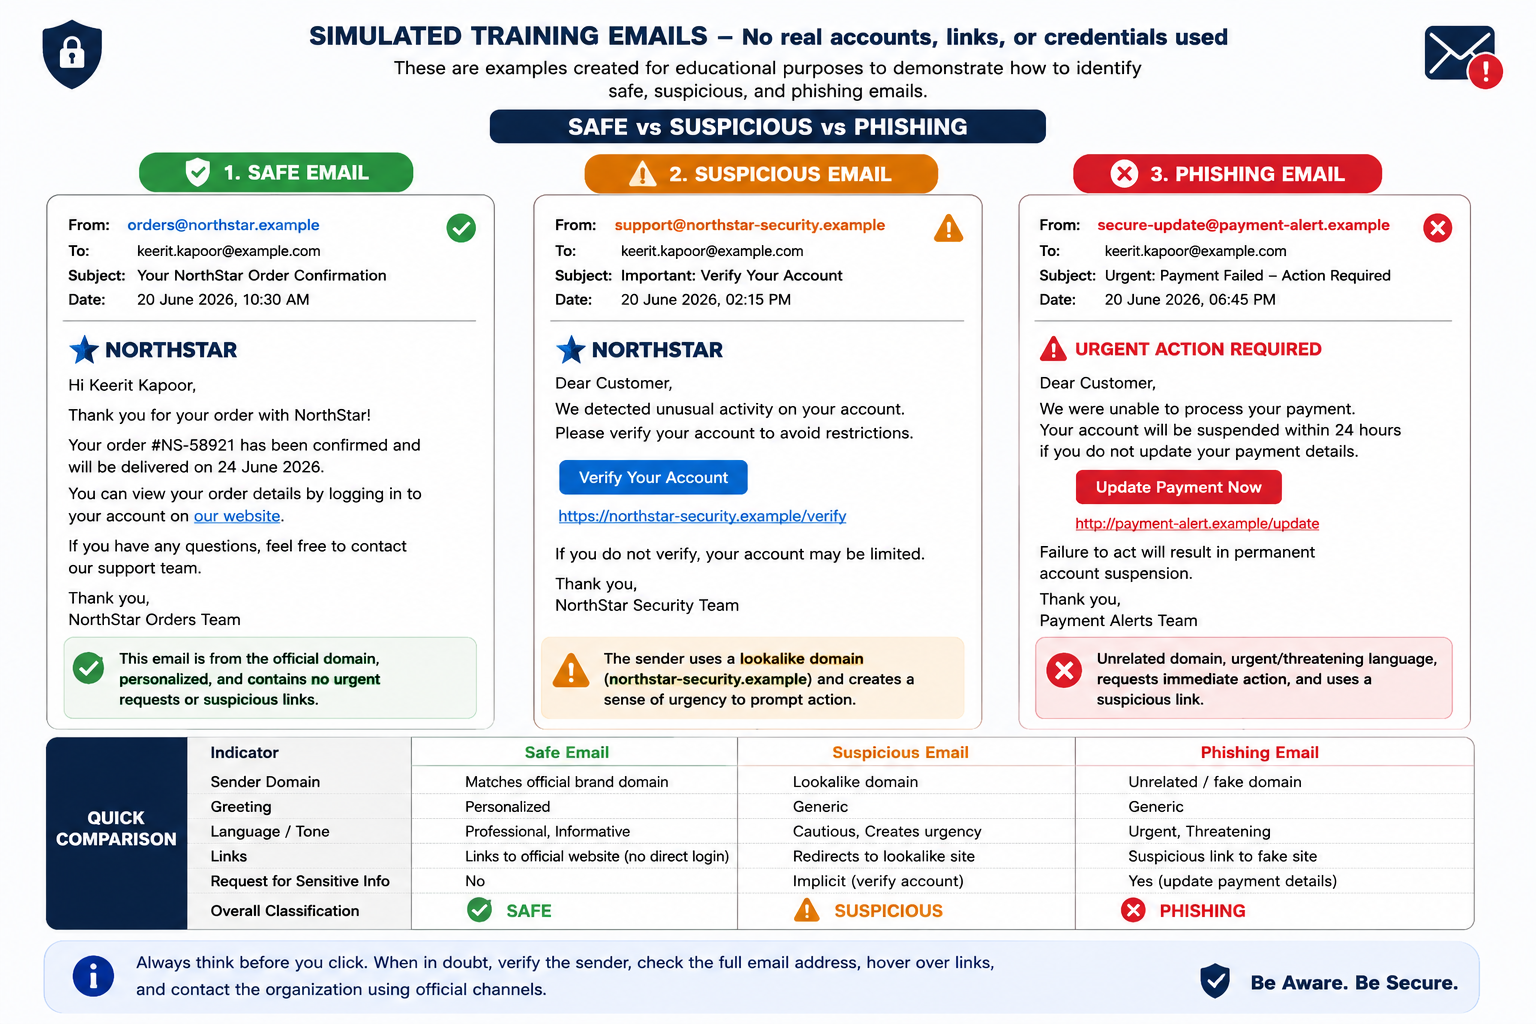 SIMULATED TRAINING EMAILS – No real accounts, links, or credentials used
These are examples created for educational purposes to demonstrate how to identify
safe, suspicious, and phishing emails.
SAFE vs SUSPICIOUS vs PHISHING
1. SAFE EMAIL
From: orders@northstar.example
To: keerit.kapoor@example.com
Subject: Your NorthStar Order Confirmation
Date: 20 June 2026, 10:30 AM
NORTHSTAR
Hi Keerit Kapoor,
Thank you for your order with NorthStar!
Your order #NS-58921 has been confirmed and
will be delivered on 24 June 2026.
You can view your order details by logging in to
your account on our website.
If you have any questions, feel free to contact
our support team.
Thank you,
NorthStar Orders Team
This email is from the official domain,
personalized, and contains no urgent
requests or suspicious links.
2. SUSPICIOUS EMAIL
From: support@northstar-security.example
To: keerit.kapoor@example.com
Subject: Important: Verify Your Account
Date: 20 June 2026, 02:15 PM
NORTHSTAR
Dear Customer,
We detected unusual activity on your account.
Please verify your account to avoid restrictions.
Verify Your Account
https://northstar-security.example/verify
If you do not verify, your account may be limited.
Thank you,
NorthStar Security Team
The sender uses a lookalike domain
(northstar-security.example) and creates a
sense of urgency to prompt action.
3. PHISHING EMAIL
From: secure-update@payment-alert.example
To: keerit.kapoor@example.com
Subject: Urgent: Payment Failed – Action Required
Date: 20 June 2026, 06:45 PM
URGENT ACTION REQUIRED
Dear Customer,
We were unable to process your payment.
Your account will be suspended within 24 hours
if you do not update your payment details.
Update Payment Now
http://payment-alert.example/update
Failure to act will result in permanent
account suspension.
Thank you,
Payment Alerts Team
Unrelated domain, urgent/threatening language,
requests immediate action, and uses a
suspicious link.
QUICK
COMPARISON
Indicator Safe Email Suspicious Email Phishing Email
Sender Domain Matches official brand domain Lookalike domain Unrelated / fake domain
Greeting Personalized Generic Generic
Language / Tone Professional, Informative Cautious, Creates urgency Urgent, Threatening
Links Links to official website (no direct login) Redirects to lookalike site Suspicious link to fake site
Request for Sensitive Info No Implicit (verify account) Yes (update payment details)
Overall Classification SAFE SUSPICIOUS PHISHING
Always think before you click. When in doubt, verify the sender, check the full email address, hover over links,
and contact the organization using official channels.
Be Aware. Be Secure.